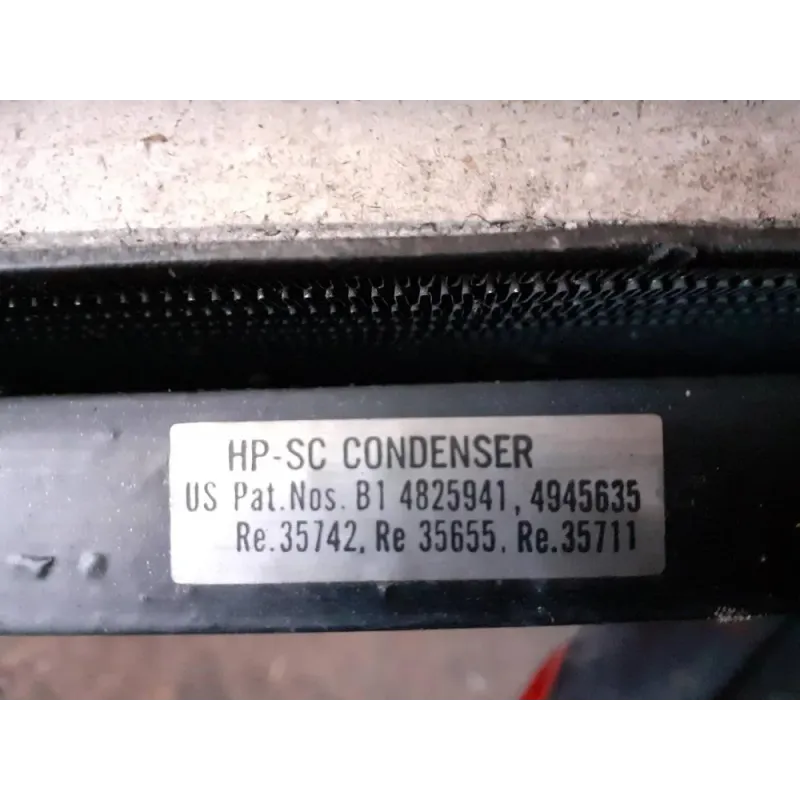 HP-SC CONDENSER
US Pat.Nos. B1 4825941, 4945635
Re.35742, Re 35655, Re.35711